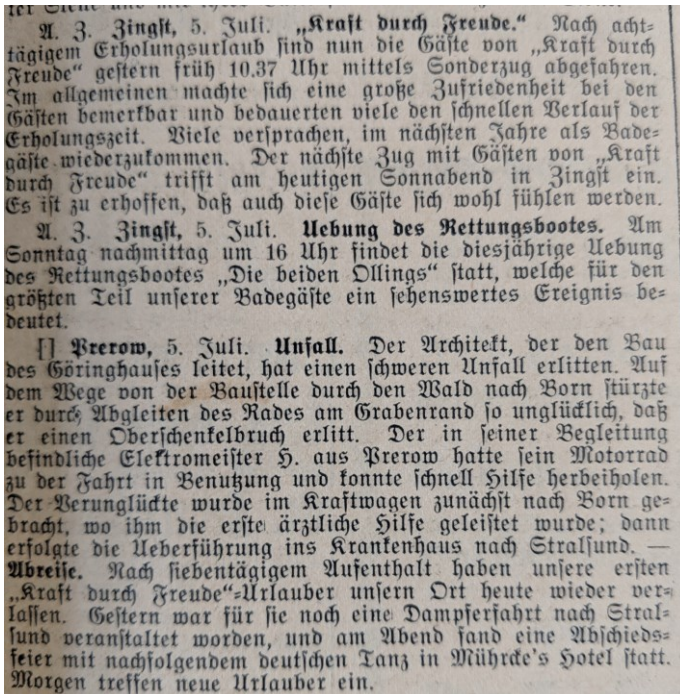 A. Z. Zingst, 5. Juli. „Kraft durch Freude.“ Nach acht=
tägigem Erholungsurlaub sind nun die Gäste von „Kraft durch
Freude“ gestern früh 10.37 Uhr mittels Sonderzug abgefahren.
Im allgemeinen machte sich eine große Zufriedenheit bei den
Gästen bemerkbar und bedauerten viele den schnellen Verlauf der
Erholungszeit. Viele versprachen, im nächsten Jahre als Bade=
gäste wiederzukommen. Der nächste Zug mit Gästen von „Kraft
durch Freude“ trifft am heutigen Sonnabend in Zingst ein.
Es ist zu erhoffen, daß auch diese Gäste sich wohl fühlen werden.
A. Z. Zingst, 5. Juli. Uebung des Rettungsbootes. Am
Sonntag nachmittag um 16 Uhr findet die diesjährige Uebung
des Rettungsbootes „Die beiden Ollings“ statt, welche für den
größten Teil unserer Badegäste ein sehenswertes Ereignis be=
deutet.
[] Prerow, 5. Juli. Unfall. Der Architekt, der den Bau
des Göringhauses leitet, hat einen schweren Unfall erlitten. Auf
dem Wege von der Baustelle durch den Wald nach Born stürzte
er durch Abgleiten des Rades am Grabenrand so unglücklich, daß
er einen Oberschenkelbruch erlitt. Der in seiner Begleitung
befindliche Elektromeister H. aus Prerow hatte sein Motorrad
zu der Fahrt in Benutzung und konnte schnell Hilfe herbeiholen.
Der Verunglückte wurde im Kraftwagen zunächst nach Born ge=
bracht, wo ihm die erste ärztliche Hilfe geleistet wurde; dann
erfolgte die Ueberführung ins Krankenhaus nach Stralsund. —
Abreise. Nach siebentägigem Aufenthalt haben unsere ersten
„Kraft durch Freude“-Urlauber unsern Ort heute wieder ver=
lassen. Gestern war für sie noch eine Dampferfahrt nach Stral=
sund veranstaltet worden, und am Abend fand eine Abschieds=
feier mit nachfolgendem deutschen Tanz in Mührcke's Hotel statt.
Morgen treffen neue Urlauber ein.